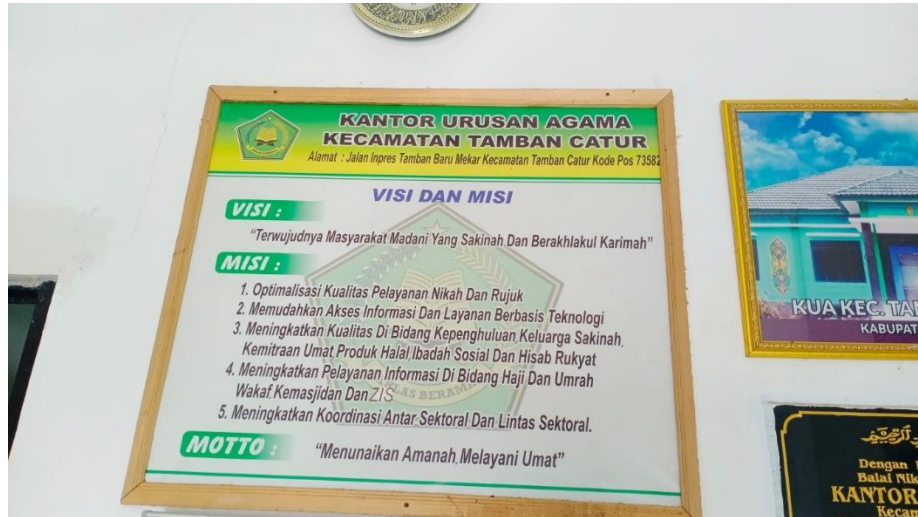 KANTOR URUSAN AGAMA
KECAMATAN TAMBAN CATUR
Alamat : Jalan Inpres Tamban Baru Mekar Kecamatan Tamban Catur Kode Pos 73582
VISI DAN MISI
VISI :
"Terwujudnya Masyarakat Madani Yang Sakinah Dan Berakhlakul Karimah"
MISI :
1. Optimalisasi Kualitas Pelayanan Nikah Dan Rujuk
2. Memudahkan Akses Informasi Dan Layanan Berbasis Teknologi
3. Meningkatkan Kualitas Di Bidang Kepenghuluan, Keluarga Sakinah,
Kemitraan Umat Produk Halal, Ibadah Sosial Dan Hisab Rukyat
4. Meningkatkan Pelayanan Informasi Di Bidang Haji Dan Umrah
Wakaf, Kemasjidan Dan ZIS
5. Meningkatkan Koordinasi Antar Sektoral Dan Lintas Sektoral.
MOTTO :
"Menunaikan Amanah, Melayani Umat"
KUA KEC.
Dengan
Balai
KANTOR